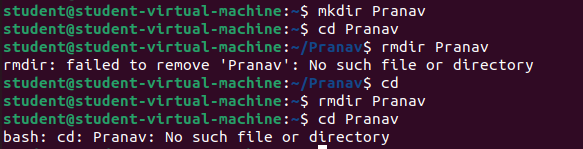 student@student-virtual-machine:~$ mkdir Pranav
student@student-virtual-machine:~$ cd Pranav
student@student-virtual-machine:~/Pranav$ rmdir Pranav
rmdir: failed to remove 'Pranav': No such file or directory
student@student-virtual-machine:~/Pranav$ cd
student@student-virtual-machine:~$ rmdir Pranav
student@student-virtual-machine:~$ cd Pranav
bash: cd: Pranav: No such file or directory